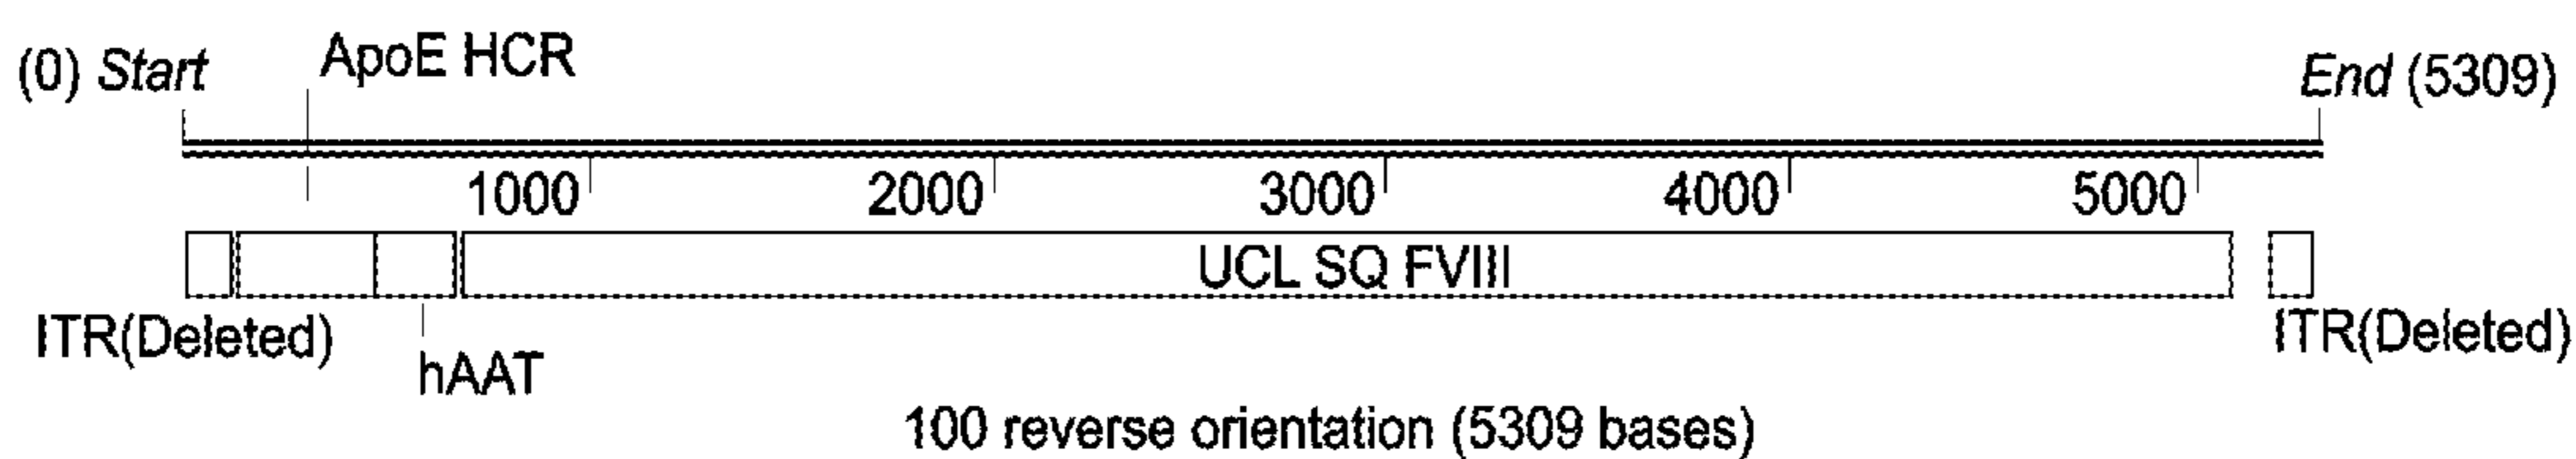 (0) Start
ApoE HCR
End (5309)
1000 2000 3000 4000 5000
UCL SQ FVIII
ITR(Deleted)
ITR(Deleted)
hAAT
100 reverse orientation (5309 bases)